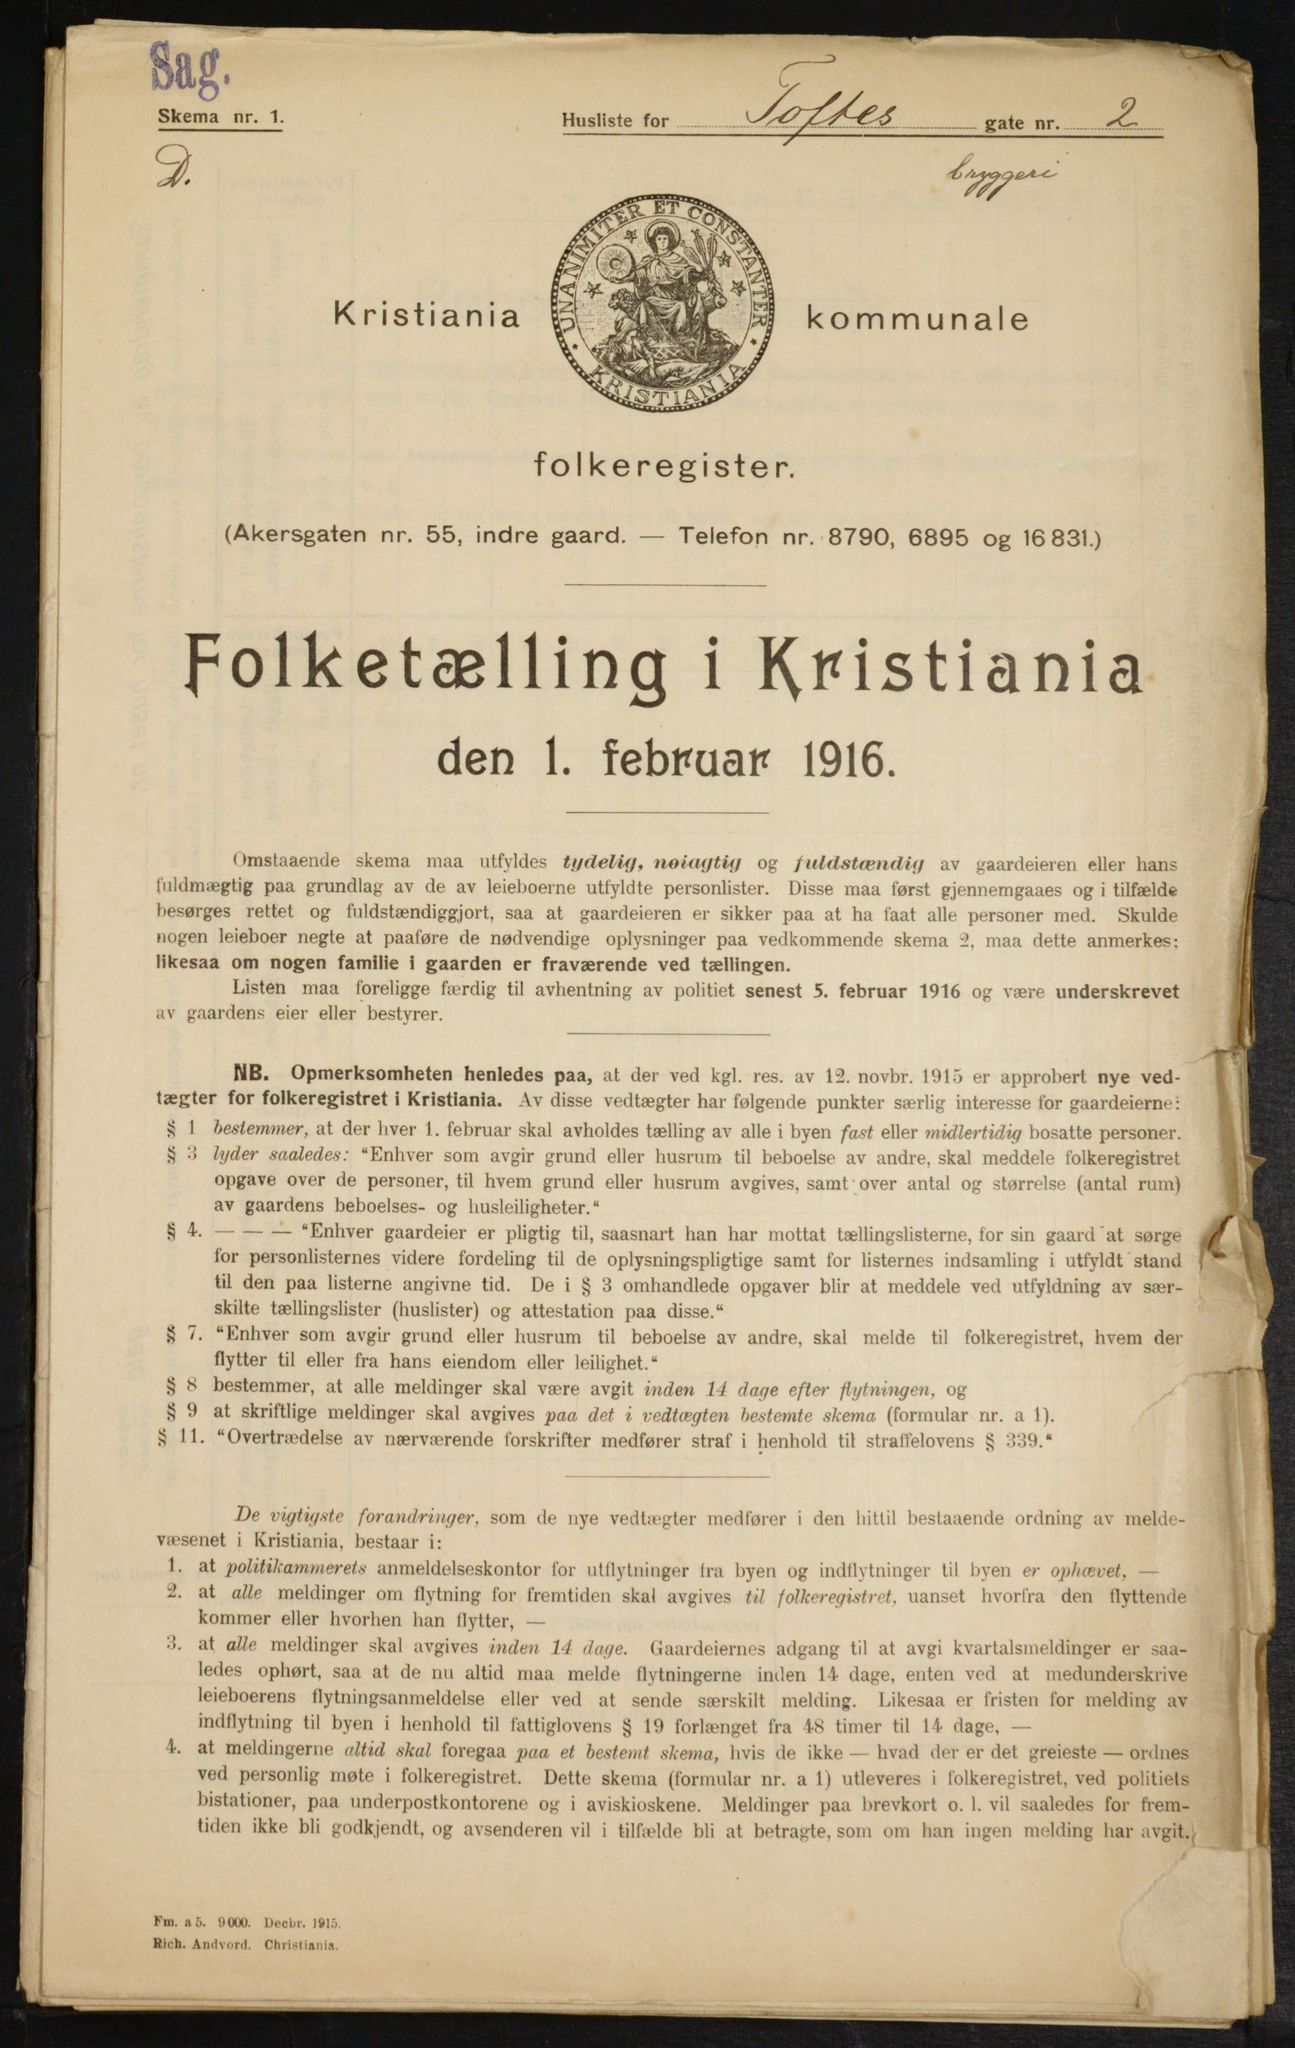 Sag.
Skema nr. 1.
Husliste for Toftes gate nr. 2
D.
bryggeri
UNANIMITER ET CONSTANTER
KRISTIANIA
Kristiania kommunale
folkeregister.
(Akersgaten nr. 55, indre gaard. — Telefon nr. 8790, 6895 og 16 831.)
Folketælling i Kristiania
den 1. februar 1916.
Omstaaende skema maa utfyldes tydelig, nøiagtig og fuldstændig av gaardeieren eller hans
fuldmægtig paa grundlag av de av leieboerne utfyldte personlister. Disse maa først gjennemgaaes og i tilfælde
besørges rettet og fuldstændiggjort, saa at gaardeieren er sikker paa at ha faat alle personer med. Skulde
nogen leieboer negte at paaføre de nødvendige oplysninger paa vedkommende skema 2, maa dette anmerkes;
likesaa om nogen familie i gaarden er fraværende ved tællingen.
Listen maa foreligge færdig til avhentning av politiet senest 5. februar 1916 og være underskrevet
av gaardens eier eller bestyrer.
NB. Opmerksomheten henledes paa, at der ved kgl. res. av 12. novbr. 1915 er approbert nye ved-
tægter for folkeregistret i Kristiania. Av disse vedtægter har følgende punkter særlig interesse for gaardeierne:
§ 1 bestemmer, at der hver 1. februar skal avholdes tælling av alle i byen fast eller midlertidig bosatte personer.
§ 3 lyder saaledes: "Enhver som avgir grund eller husrum til beboelse av andre, skal meddele folkeregistret
opgave over de personer, til hvem grund eller husrum avgives, samt over antal og størrelse (antal rum)
av gaardens beboelses- og husleiligheter."
§ 4. — — — "Enhver gaardeier er pligtig til, saasnart han har mottat tællingslisterne, for sin gaard at sørge
for personlisternes videre fordeling til de oplysningspligtige samt for listernes indsamling i utfyldt stand
til den paa listerne angivne tid. De i § 3 omhandlede opgaver blir at meddele ved utfyldning av sær-
skilte tællingslister (huslister) og attestation paa disse."
§ 7. "Enhver som avgir grund eller husrum til beboelse av andre, skal melde til folkeregistret, hvem der
flytter til eller fra hans eiendom eller leilighet."
§ 8 bestemmer, at alle meldinger skal være avgit inden 14 dage efter flytningen, og
§ 9 at skriftlige meldinger skal avgives paa det i vedtægten bestemte skema (formular nr. a 1).
§ 11. "Overtrædelse av nærværende forskrifter medfører straf i henhold til straffelovens § 339."
De vigtigste forandringer, som de nye vedtægter medfører i den hittil bestaaende ordning av melde-
væsenet i Kristiania, bestaar i:
1. at politikammerets anmeldelseskontor for utflytninger fra byen og indflytninger til byen er ophævet, —
2. at alle meldinger om flytning for fremtiden skal avgives til folkeregistret, uanset hvorfra den flyttende
kommer eller hvorhen han flytter, —
3. at alle meldinger skal avgives inden 14 dage. Gaardeiernes adgang til at avgi kvartalsmeldinger er saa-
ledes ophørt, saa at de nu altid maa melde flytningerne inden 14 dage, enten ved at medunderskrive
leieboerens flytningsanmeldelse eller ved at sende særskilt melding. Likesaa er fristen for melding av
indflytning til byen i henhold til fattiglovens § 19 forlænget fra 48 timer til 14 dage, —
4. at meldingerne altid skal foregaa paa et bestemt skema, hvis de ikke — hvad der er det greieste — ordnes
ved personlig møte i folkeregistret. Dette skema (formular nr. a 1) utleveres i folkeregistret, ved politiets
bistationer, paa underpostkontorene og i aviskioskene. Meldinger paa brevkort o. l. vil saaledes for frem-
tiden ikke bli godkjendt, og avsenderen vil i tilfælde bli at betragte, som om han ingen melding har avgit.
Fm. a 5. 9 000. Decbr. 1915.
Rich. Andvord. Christiania.